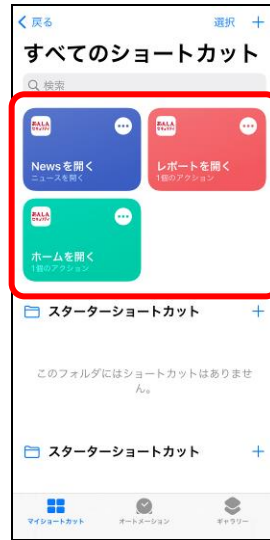 戻る
選択
すべてのショートカット
検索
あんしん
セキュリティ
あんしん
セキュリティ
Newsを開く
ニュースを開く
レポートを開く
1個のアクション
あんしん
セキュリティ
ホームを開く
1個のアクション
スターターショートカット
このフォルダにはショートカットはありませ
ん。
スターターショートカット
マイショートカット
オートメーション
ギャラリー